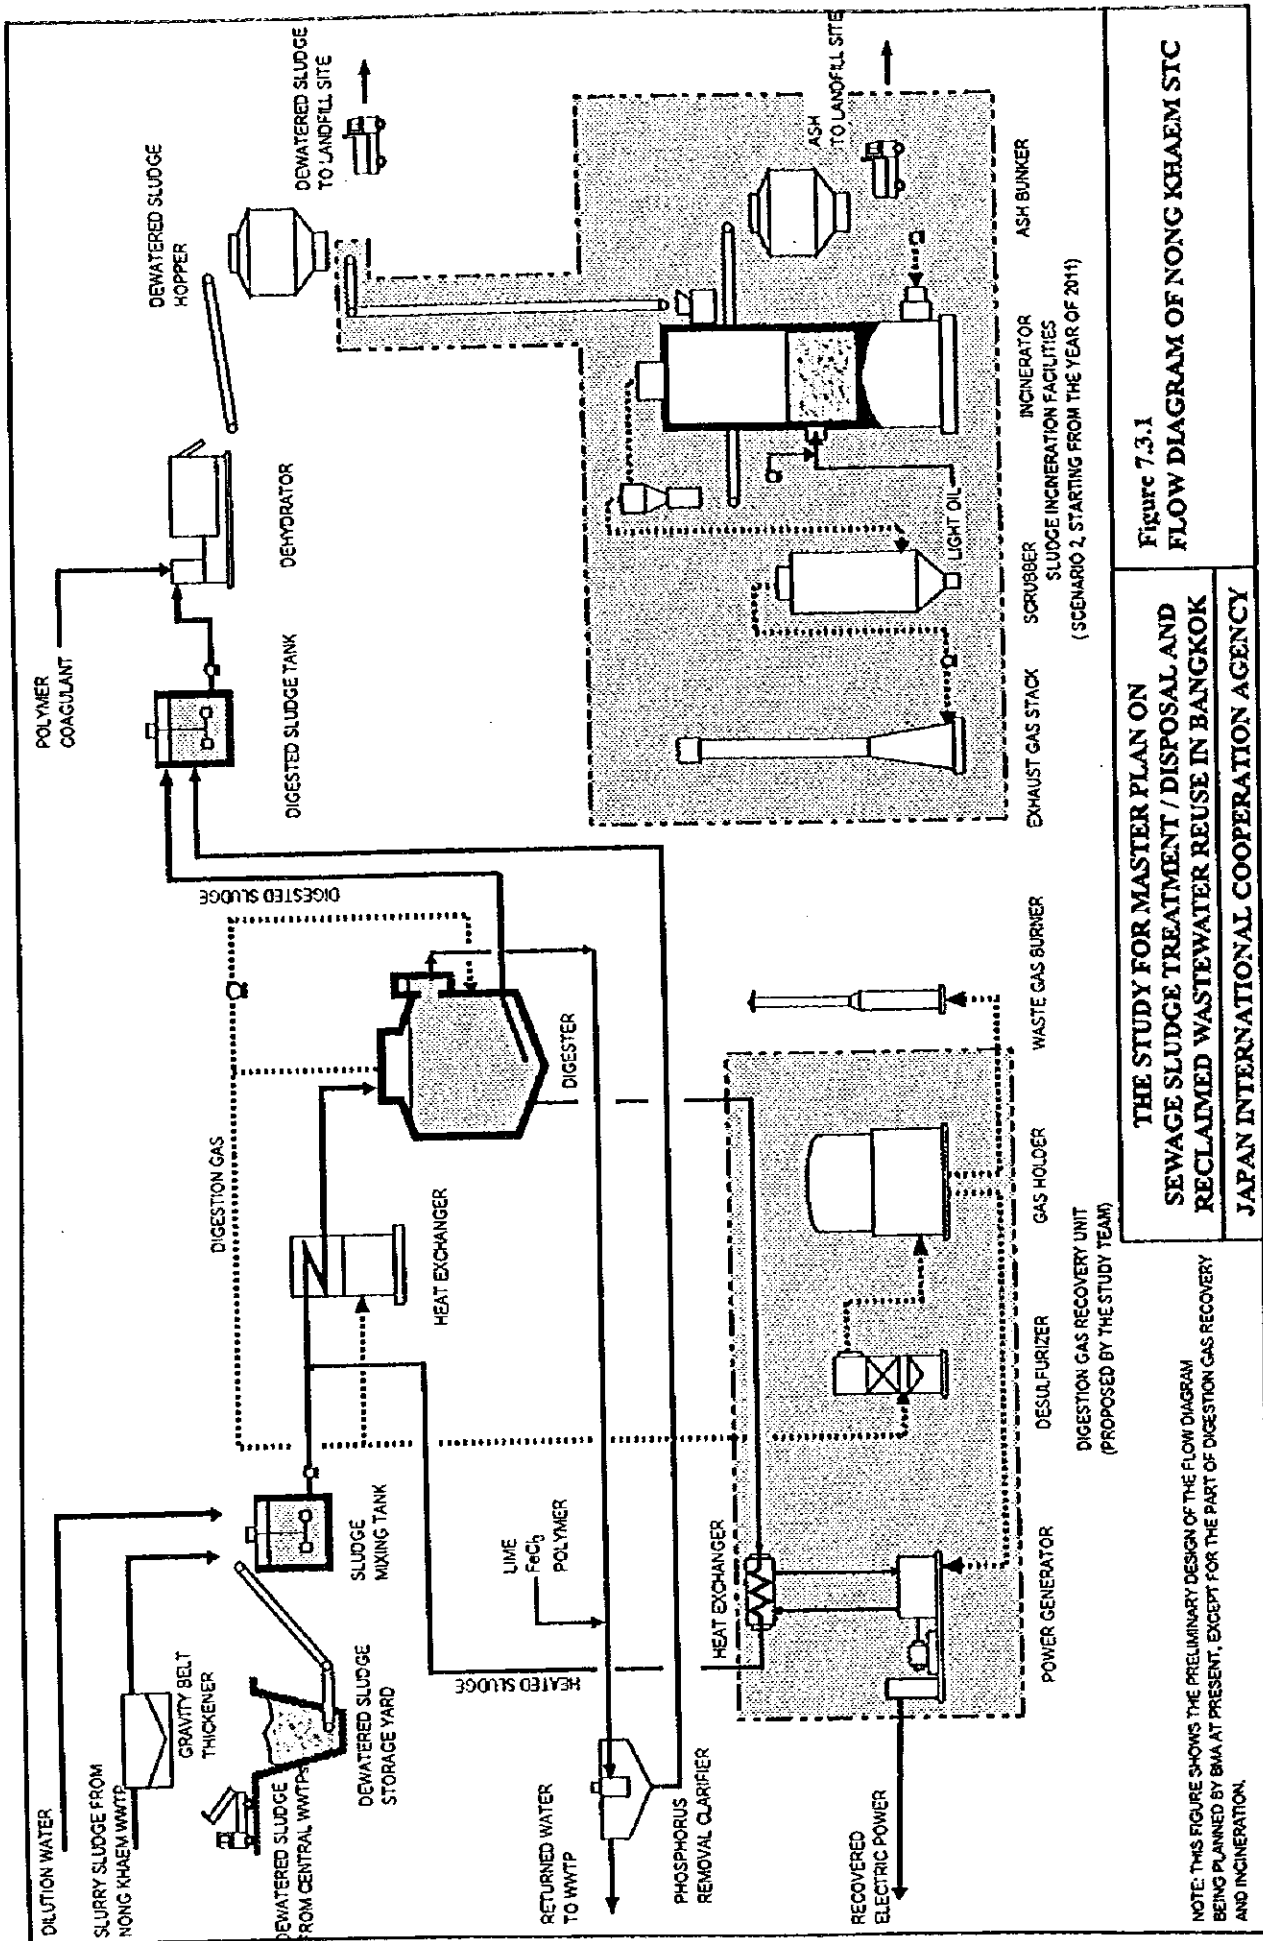 DILUTION WATER
SLURRY SLUDGE FROM
NONG KHAEM WWTP
GRAVITY BELT
THICKENER
DEWATERED SLUDGE
FROM CENTRAL WWTPs
DEWATERED SLUDGE
STORAGE YARD
SLUDGE
MIXING TANK
DIGESTION GAS
HEAT EXCHANGER
DIGESTER
DIGESTED SLUDGE
POLYMER
COAGULANT
DIGESTED SLUDGE TANK
DEHYDRATOR
DEWATERED SLUDGE
HOPPER
DEWATERED SLUDGE
TO LANDFILL SITE
HEATED SLUDGE
LIME
FeCl3
POLYMER
RETURNED WATER
TO WWTP
PHOSPHORUS
REMOVAL CLARIFIER
HEAT EXCHANGER
RECOVERED
ELECTRIC POWER
POWER GENERATOR
DESULFURIZER
GAS HOLDER
WASTE GAS BURNER
DIGESTION GAS RECOVERY UNIT
(PROPOSED BY THE STUDY TEAM)
EXHAUST GAS STACK
SCRUBBER
LIGHT OIL
INCINERATOR
ASH BUNKER
ASH
TO LANDFILL SITE
SLUDGE INCINERATION FACILITIES
( SCENARIO 2, STARTING FROM THE YEAR OF 2011)
NOTE: THIS FIGURE SHOWS THE PRELIMINARY DESIGN OF THE FLOW DIAGRAM
BEING PLANNED BY BMA AT PRESENT, EXCEPT FOR THE PART OF DIGESTION GAS RECOVERY
AND INCINERATION.
THE STUDY FOR MASTER PLAN ON
SEWAGE SLUDGE TREATMENT / DISPOSAL AND
RECLAIMED WASTEWATER REUSE IN BANGKOK
JAPAN INTERNATIONAL COOPERATION AGENCY
Figure 7.3.1
FLOW DIAGRAM OF NONG KHAEM STC